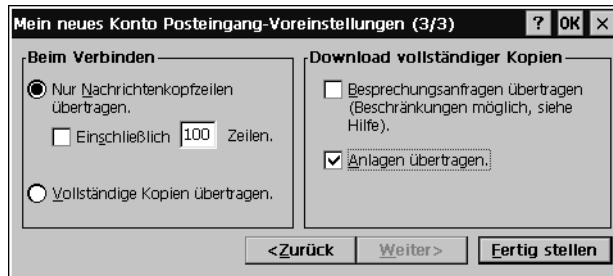 Mein neues Konto Posteingang-Voreinstellungen (3/3) ? OK ×
Beim Verbinden
Nur Nachrichtenkopfzeilen
übertragen.
Einschließlich 100 Zeilen.
Vollständige Kopien übertragen.
Download vollständiger Kopien
Besprechungsanfragen übertragen
(Beschränkungen möglich, siehe
Hilfe).
Anlagen übertragen.
<Zurück Weiter> Fertig stellen